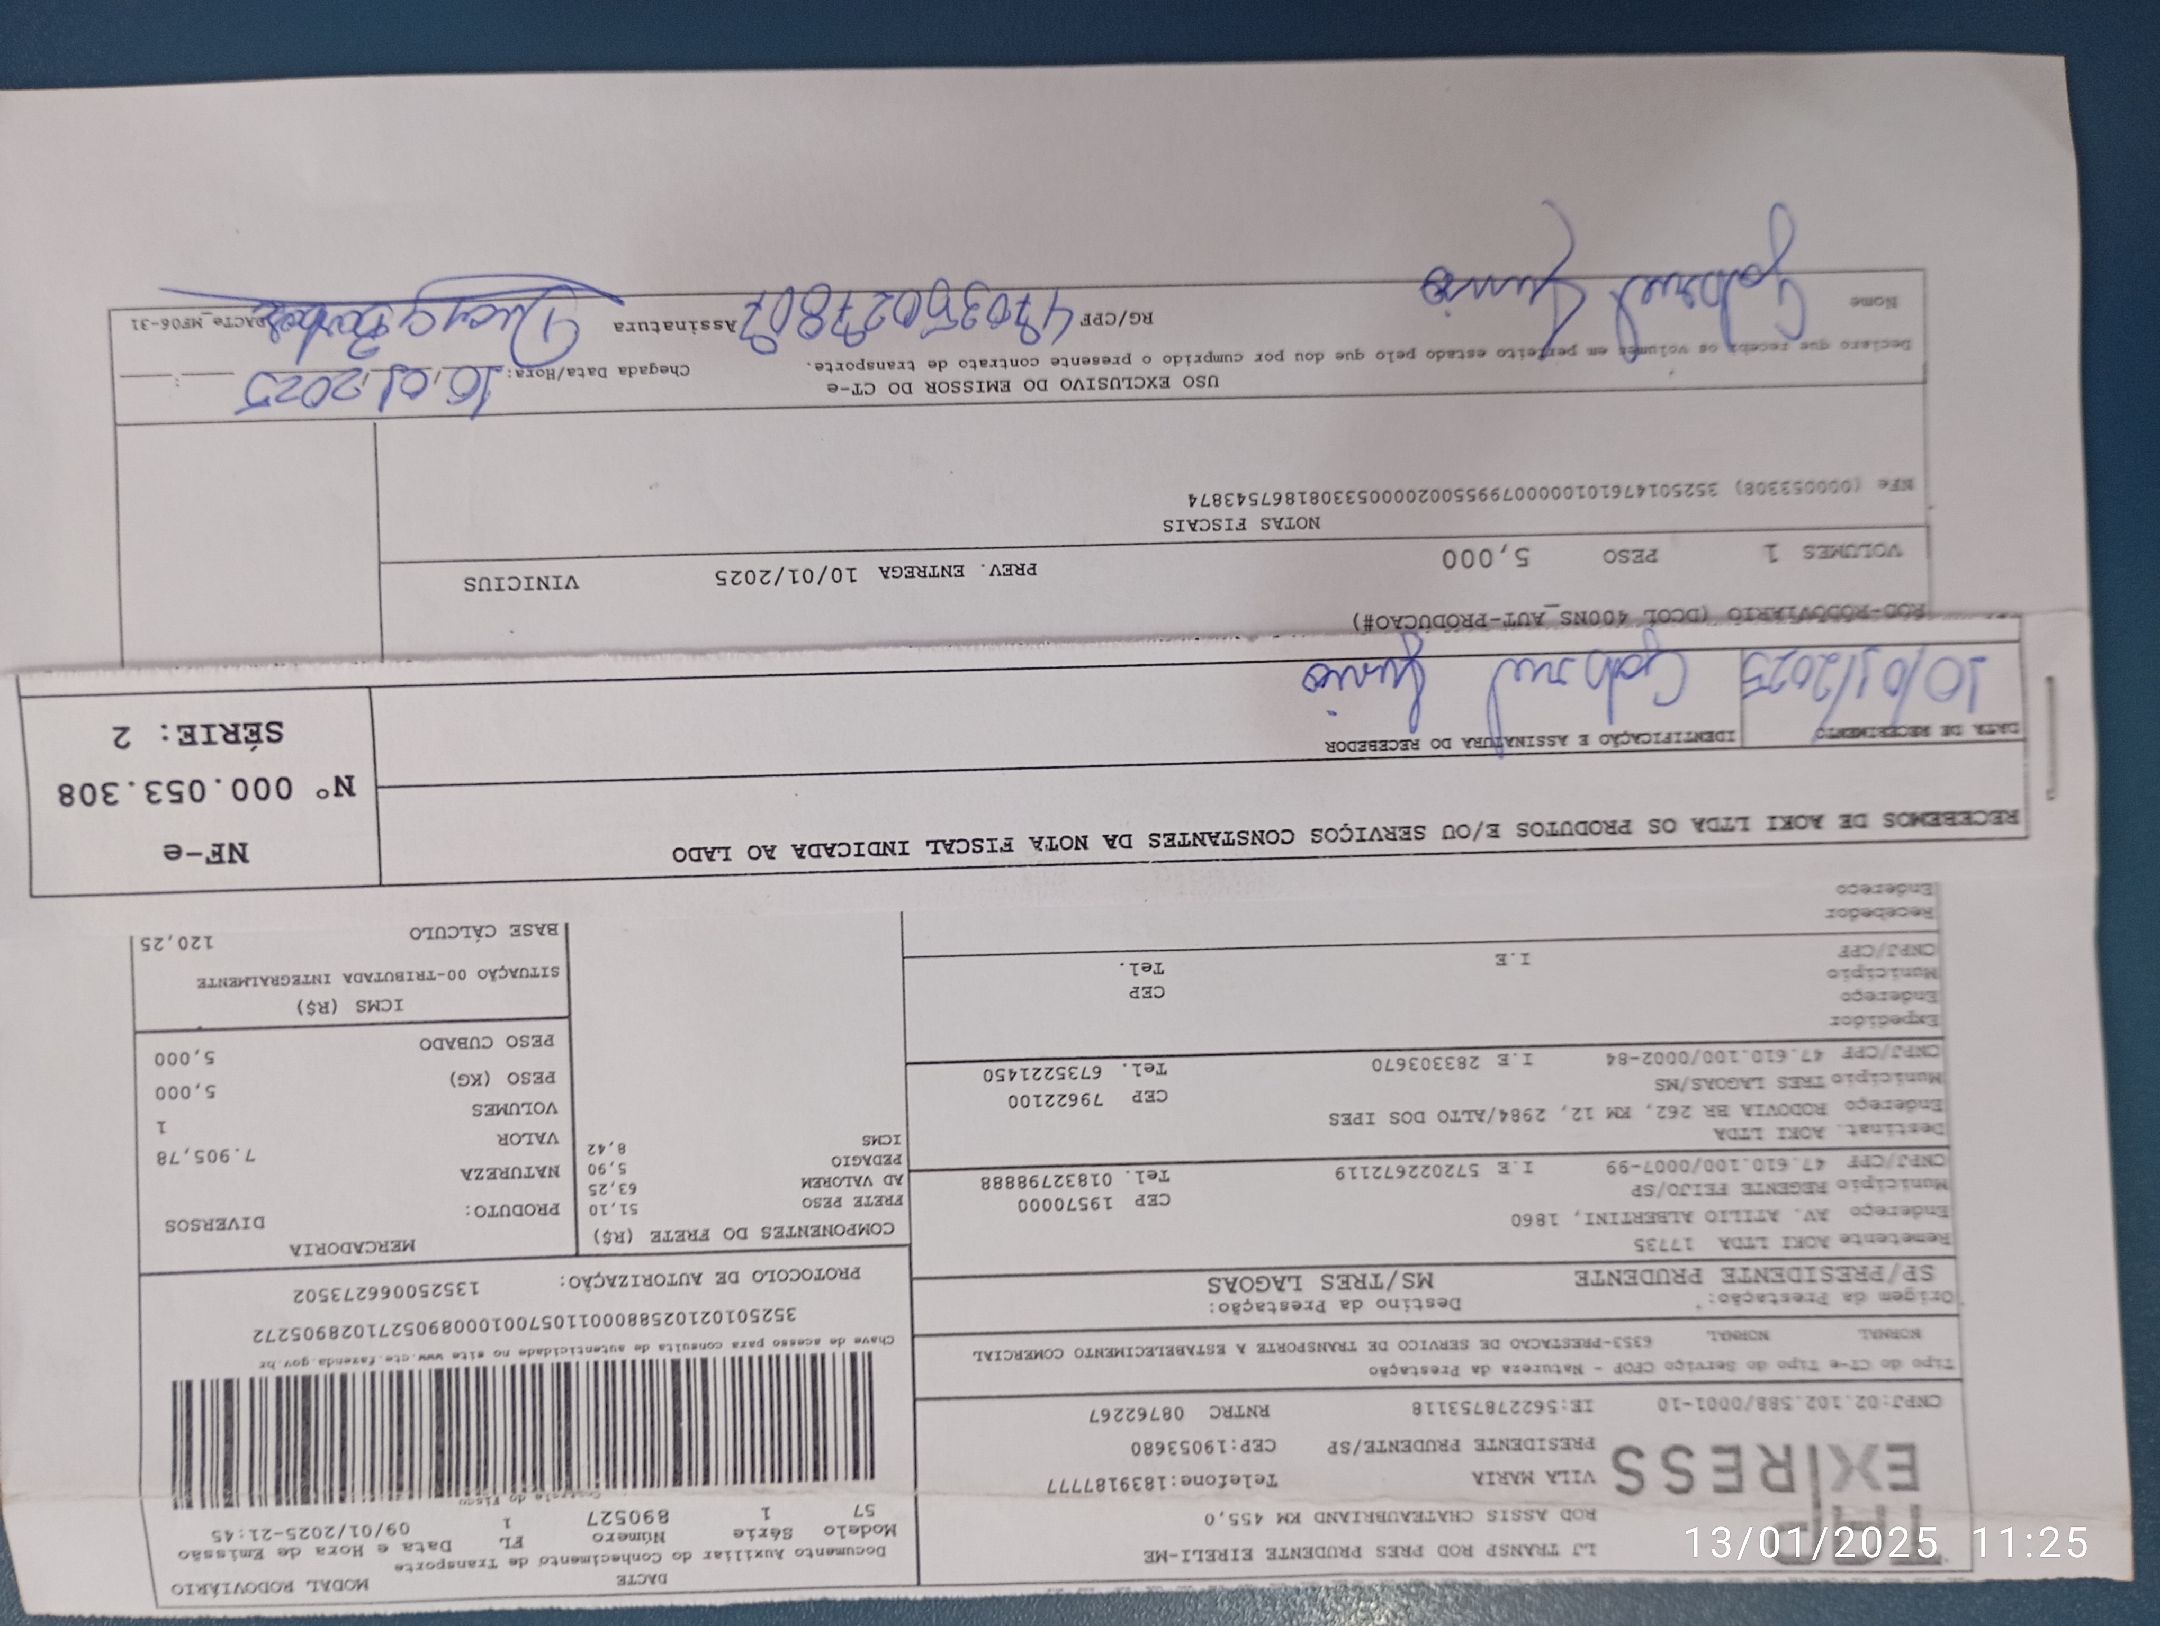 13/01/2025 11:25
EXPRESS
LJ TRANSP ROD PRES PRUDENTE EIRELI-ME
ROD ASSIS CHATEAUBRIAND KM 455,0
VILA MARIA Telefone:1839187777
PRESIDENTE PRUDENTE/SP CEP:19053680
CNPJ:02.102.588/0001-10 IE:562278753118 RNTRC 08762267
DACTE MODAL RODOVIÁRIO
Documento Auxiliar do Conhecimento de Transporte
Modelo Série Número FL Data e Hora de Emissão
57 1 890527 1 09/01/2025-21:45
Controle do Fisco
Chave de acesso para consulta de autenticidade no site www.cte.fazenda.gov.br
35250102102588000110570010008905271028905272
PROTOCOLO DE AUTORIZAÇÃO: 135250066273502
Tipo do CT-e Tipo do Serviço CFOP - Natureza da Prestação
NORMAL NORMAL 6353-PRESTACAO DE SERVICO DE TRANSPORTE A ESTABELECIMENTO COMERCIAL
Origem da Prestação: Destino da Prestação:
SP/PRESIDENTE PRUDENTE MS/TRES LAGOAS
Remetente AOKI LTDA 17735
Endereço AV. ATILIO ALBERTINI, 1860
Município REGENTE FEIJO/SP CEP 19570000
CNPJ/CPF 47.610.100/0007-99 I.E 572022672119 Tel. 01832798888
Destinat. AOKI LTDA
Endereço RODOVIA BR 262, KM 12, 2984/ALTO DOS IPES
Município TRES LAGOAS/MS CEP 79622100
CNPJ/CPF 47.610.100/0002-84 I.E 283303670 Tel. 6735221450
Expedidor
Endereço
Município CEP
CNPJ/CPF I.E Tel.
Recebedor
Endereço
COMPONENTES DO FRETE (R$)
FRETE PESO 51,10
AD VALOREM 63,25
PEDAGIO 5,90
ICMS 8,42
MERCADORIA
PRODUTO: DIVERSOS
NATUREZA
VALOR 7.905,78
VOLUMES 1
PESO (KG) 5,000
PESO CUBADO 5,000
ICMS (R$)
SITUAÇÃO 00-TRIBUTADA INTEGRALMENTE
BASE CÁLCULO 120,25
RECEBEMOS DE AOKI LTDA OS PRODUTOS E/OU SERVIÇOS CONSTANTES DA NOTA FISCAL INDICADA AO LADO
NF-e
Nº 000.053.308
SÉRIE: 2
DATA DE RECEBIMENTO IDENTIFICAÇÃO E ASSINATURA DO RECEBEDOR
10/01/2025 Gabriel Junio
ROD-RODOVIÁRIO (DCOL 400NS_AUT-PRODUCAO#)
VOLUMES 1 PESO 5,000 PREV. ENTREGA 10/01/2025 VINICIUS
NOTAS FISCAIS
NFe (000053308) 35250147610100000799550020000533081867543874
USO EXCLUSIVO DO EMISSOR DO CT-e
Declaro que recebi os volumes em perfeito estado pelo que dou por cumprido o presente contrato de transporte. Chegada Data/Hora: 10.01.2025
Nome Gabriel Junio RG/CPF Assinatura DACTe_MF06-31